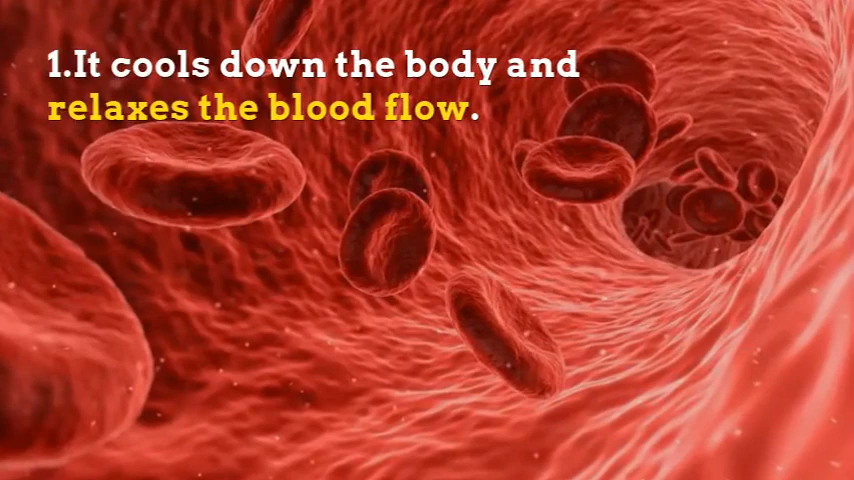 1.It cools down the body and
relaxes the blood flow.